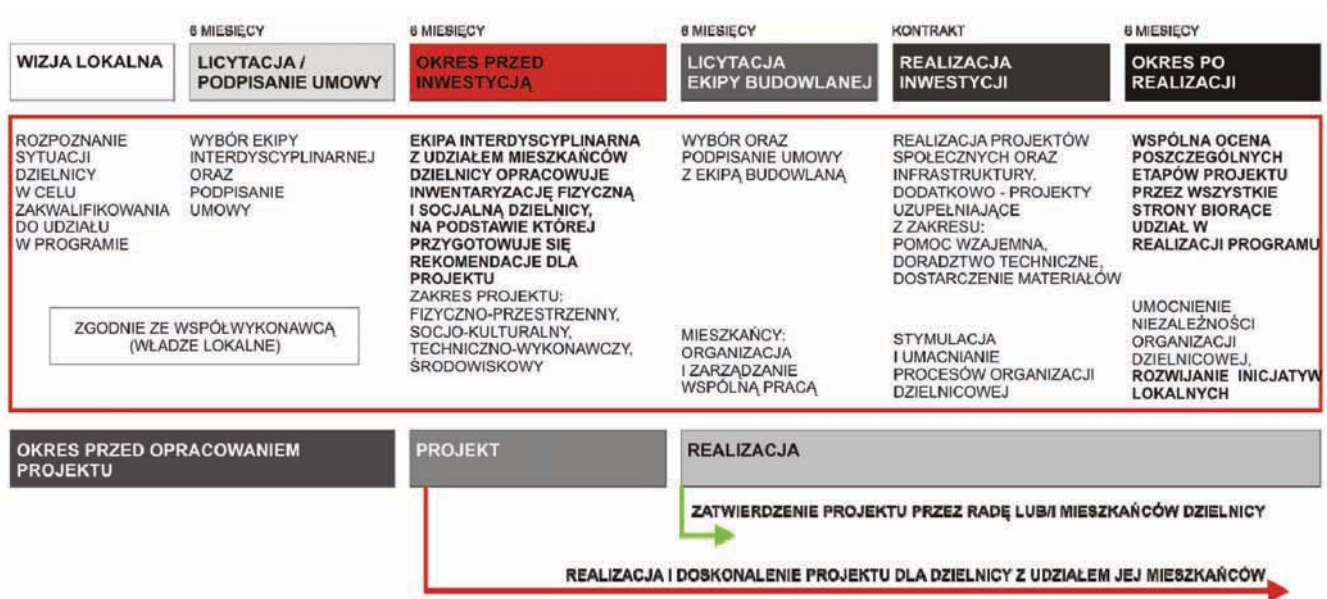 6 MIESIĘCY
6 MIESIĘCY
6 MIESIĘCY
KONTRAKT
6 MIESIĘCY
WIZJA LOKALNA
LICYTACJA /
PODPISANIE UMOWY
OKRES PRZED
INWESTYCJĄ
LICYTACJA
EKIPY BUDOWLANEJ
REALIZACJA
INWESTYCJI
OKRES PO
REALIZACJI
ROZPOZNANIE
SYTUACJI
DZIELNICY
W CELU
ZAKWALIFIKOWANIA
DO UDZIAŁU
W PROGRAMIE
WYBÓR EKIPY
INTERDYSCYPLINARNEJ
ORAZ
PODPISANIE
UMOWY
ZGODNIE ZE WSPÓŁWYKONAWCĄ
(WŁADZE LOKALNE)
EKIPA INTERDYSCYPLINARNA
Z UDZIAŁEM MIESZKAŃCÓW
DZIELNICY OPRACOWUJE
INWENTARYZACJĘ FIZYCZNĄ
I SOCJALNĄ DZIELNICY,
NA PODSTAWIE KTÓREJ
PRZYGOTOWUJE SIĘ
REKOMENDACJE DLA
PROJEKTU
ZAKRES PROJEKTU:
FIZYCZNO-PRZESTRZENNY,
SOCJO-KULTURALNY,
TECHNICZNO-WYKONAWCZY,
ŚRODOWISKOWY
WYBÓR ORAZ
PODPISANIE UMOWY
Z EKIPĄ BUDOWLANĄ
MIESZKAŃCY:
ORGANIZACJA
I ZARZĄDZANIE
WSPÓLNĄ PRACĄ
REALIZACJA PROJEKTÓW
SPOŁECZNYCH ORAZ
INFRASTRUKTURY.
DODATKOWO - PROJEKTY
UZUPEŁNIAJĄCE
Z ZAKRESU:
POMOC WZAJEMNA,
DORADZTWO TECHNICZNE,
DOSTARCZENIE MATERIAŁÓW
STYMULACJA
I UMACNIANIE
PROCESÓW ORGANIZACJI
DZIELNICOWEJ
WSPÓLNA OCENA
POSZCZEGÓLNYCH
ETAPÓW PROJEKTU
PRZEZ WSZYSTKIE
STRONY BIORĄCE
UDZIAŁ W
REALIZACJI PROGRAMU
UMOCNIENIE
NIEZALEŻNOŚCI
ORGANIZACJI
DZIELNICOWEJ,
ROZWIJANIE INICJATYW
LOKALNYCH
OKRES PRZED OPRACOWANIEM
PROJEKTU
PROJEKT
REALIZACJA
ZATWIERDZENIE PROJEKTU PRZEZ RADĘ LUB/I MIESZKAŃCÓW DZIELNICY
REALIZACJA I DOSKONALENIE PROJEKTU DLA DZIELNICY Z UDZIAŁEM JEJ MIESZKAŃCÓW